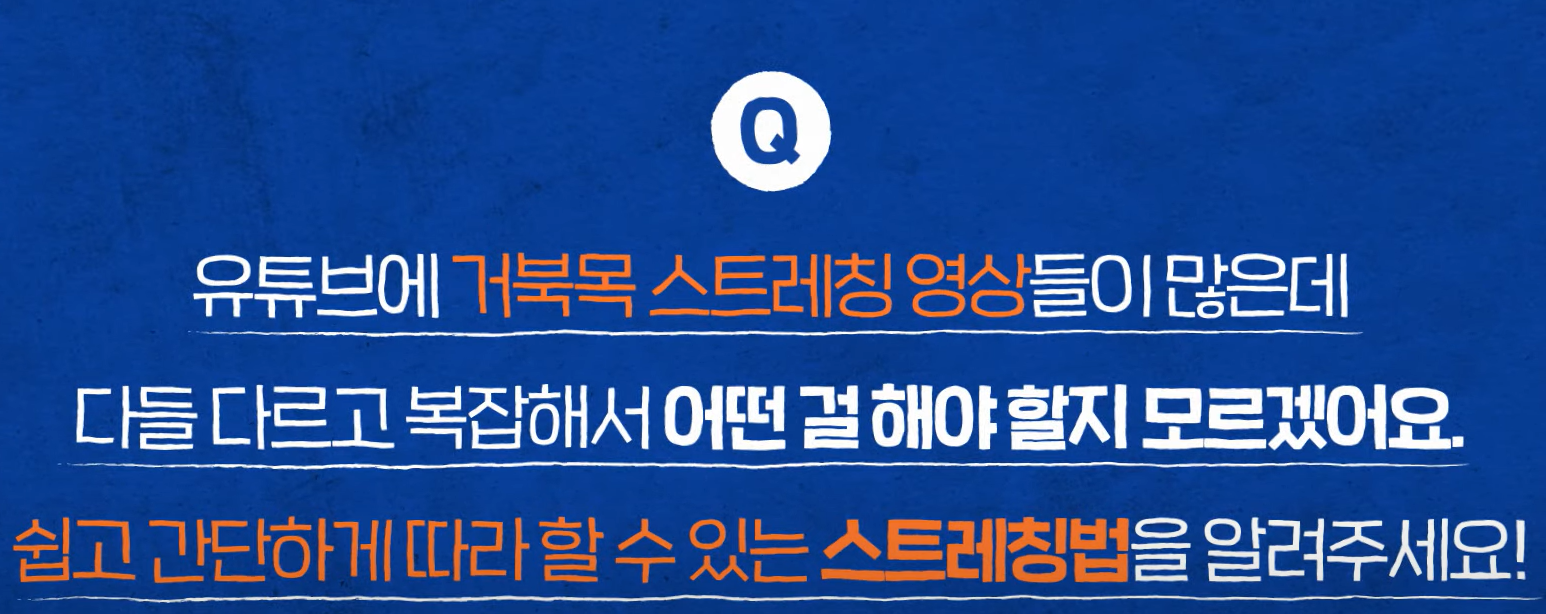 Q
유튜브에 거북목 스트레칭 영상들이 많은데
다들 다르고 복잡해서 어떤 걸 해야 할지 모르겠어요.
쉽고 간단하게 따라 할 수 있는 스트레칭법을 알려주세요!